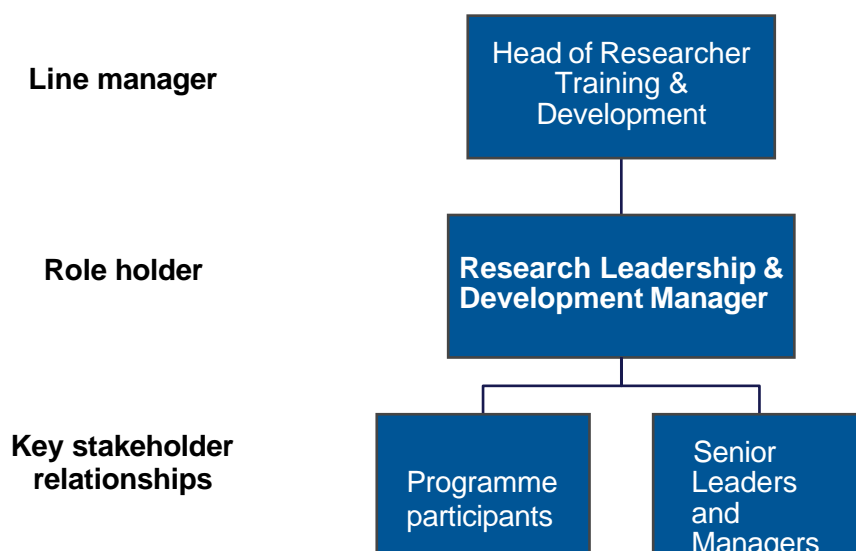 Line manager
Head of Researcher
Training &
Development
Role holder
Research Leadership &
Development Manager
Key stakeholder
relationships
Programme
participants
Senior
Leaders
and
Managers